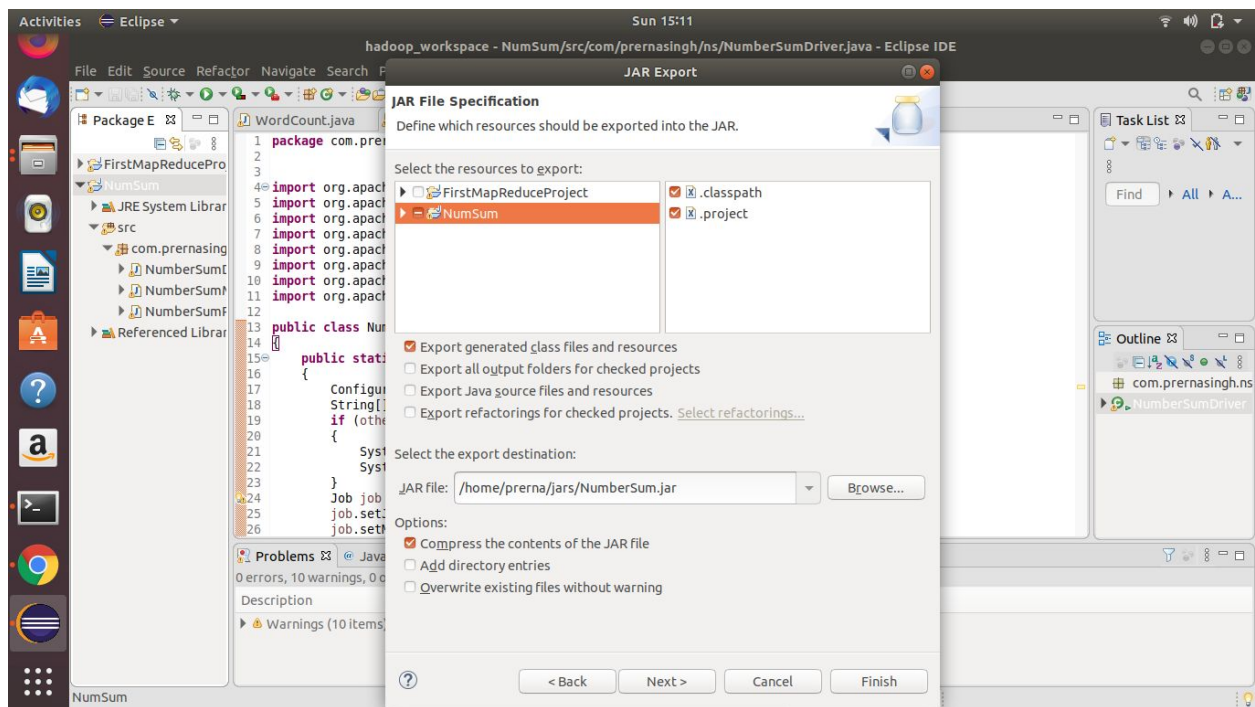 Activities Eclipse Sun 15:11
hadoop_workspace - NumSum/src/com/prernasingh/ns/NumberSumDriver.java - Eclipse IDE
File Edit Source Refactor Navigate Search
JAR Export
JAR File Specification
Define which resources should be exported into the JAR.
Select the resources to export:
FirstMapReduceProject
NumSum
.classpath
.project
Export generated class files and resources
Export all output folders for checked projects
Export Java source files and resources
Export refactorings for checked projects. Select refactorings...
Select the export destination:
JAR file: /home/prerna/jars/NumberSum.jar Browse...
Options:
Compress the contents of the JAR file
Add directory entries
Overwrite existing files without warning
< Back Next > Cancel Finish
Package E
FirstMapReducePro
NumSum
JRE System Librar
src
com.prernasing
NumberSum
NumberSum
NumberSum
Referenced Librar
WordCount.java
1 package com.prer
2
3
4 import org.apach
5 import org.apach
6 import org.apach
7 import org.apach
8 import org.apach
9 import org.apach
10 import org.apach
11 import org.apach
12
13 public class Num
14 {
15 public stati
16 {
17 Configur
18 String[]
19 if (othe
20 {
21 Syst
22 Syst
23 }
24 Job job
25 job.setJ
26 job.setM
Problems Java
0 errors, 10 warnings, 0 o
Description
Warnings (10 items)
Task List
Find All A...
Outline
com.prernasingh.ns
NumberSumDriver
NumSum